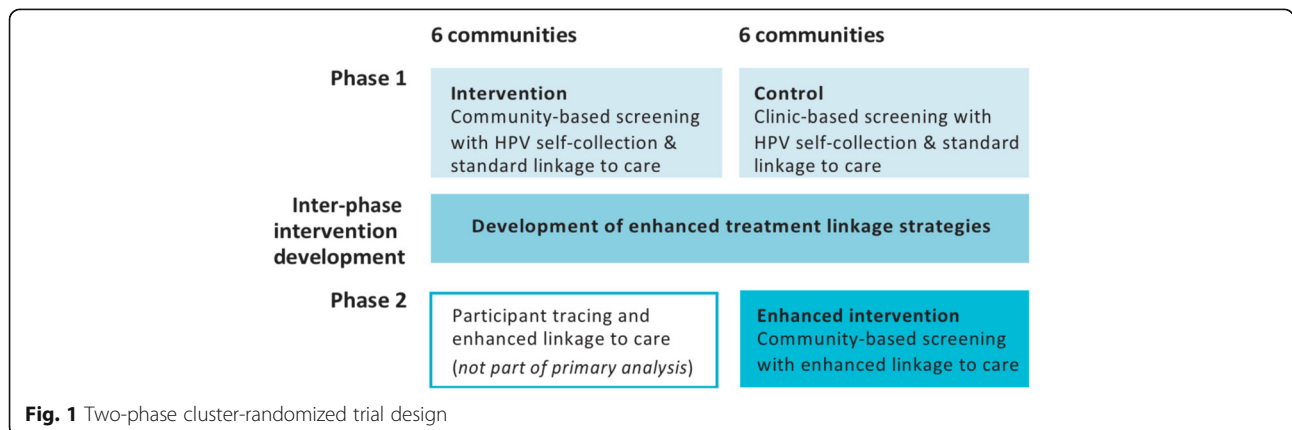 6 communities
6 communities
Phase 1
Intervention
Community-based screening
with HPV self-collection &
standard linkage to care
Control
Clinic-based screening with
HPV self-collection & standard
linkage to care
Inter-phase
intervention
development
Development of enhanced treatment linkage strategies
Phase 2
Participant tracing and
enhanced linkage to care
(not part of primary analysis)
Enhanced intervention
Community-based screening
with enhanced linkage to care
Fig. 1 Two-phase cluster-randomized trial design